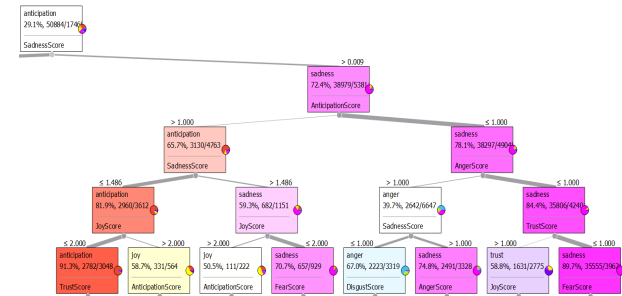 anticipation
29.1%, 50884/1746
SadnessScore
> 0.009
sadness
72.4%, 38979/538
AnticipationScore
> 1.000
≤ 1.000
anticipation
65.7%, 3130/4763
SadnessScore
sadness
78.1%, 38297/4904
AngerScore
≤ 1.486
> 1.486
> 1.000
≤ 1.000
anticipation
81.9%, 2960/3612
JoyScore
sadness
59.3%, 682/1151
JoyScore
anger
39.7%, 2642/6647
SadnessScore
sadness
84.4%, 35806/4240
TrustScore
≤ 2.000
> 2.000
> 2.000
≤ 2.000
≤ 1.000
> 1.000
> 1.000
≤ 1.000
anticipation
91.3%, 2782/3048
TrustScore
joy
58.7%, 331/564
AnticipationScore
joy
50.5%, 111/222
AnticipationScore
sadness
70.7%, 657/929
FearScore
anger
67.0%, 2223/3319
DisgustScore
sadness
74.8%, 2491/3328
AngerScore
trust
58.8%, 1631/2775
JoyScore
sadness
89.7%, 35555/396
FearScore